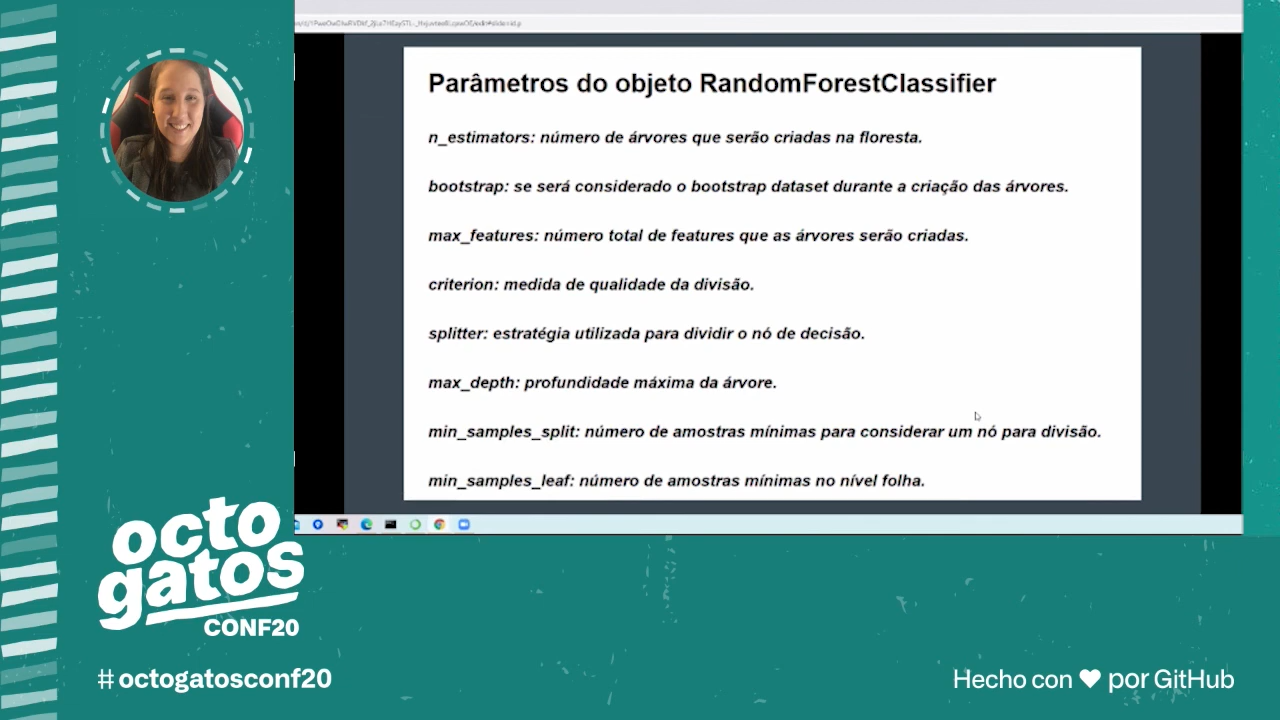 Parâmetros do objeto RandomForestClassifier
n_estimators: número de árvores que serão criadas na floresta.
bootstrap: se será considerado o bootstrap dataset durante a criação das árvores.
max_features: número total de features que as árvores serão criadas.
criterion: medida de qualidade da divisão.
splitter: estratégia utilizada para dividir o nó de decisão.
max_depth: profundidade máxima da árvore.
min_samples_split: número de amostras mínimas para considerar um nó para divisão.
min_samples_leaf: número de amostras mínimas no nível folha.
octo
gatos
CONF20
#octogatosconf20
Hecho con ♥ por GitHub